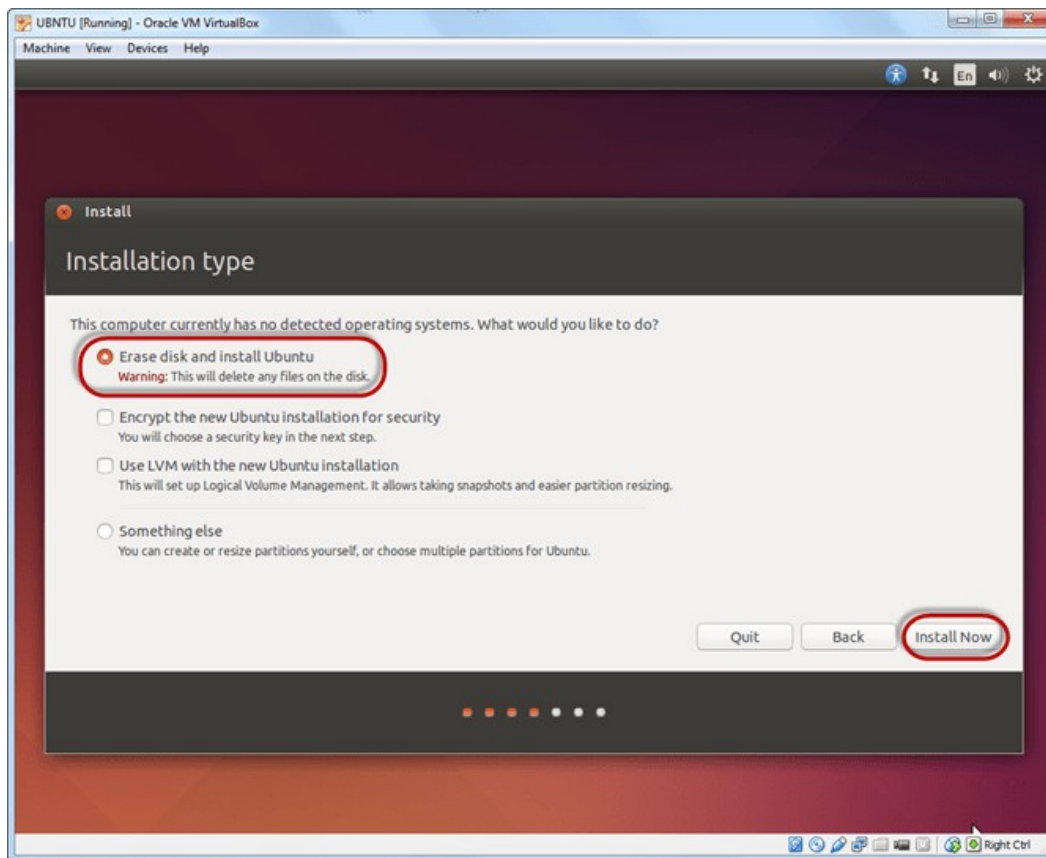 UBNTU [Running] - Oracle VM VirtualBox
Machine View Devices Help
En
Install
Installation type
This computer currently has no detected operating systems. What would you like to do?
Erase disk and install Ubuntu
Warning: This will delete any files on the disk.
Encrypt the new Ubuntu installation for security
You will choose a security key in the next step.
Use LVM with the new Ubuntu installation
This will set up Logical Volume Management. It allows taking snapshots and easier partition resizing.
Something else
You can create or resize partitions yourself, or choose multiple partitions for Ubuntu.
Quit Back Install Now
Right Ctrl